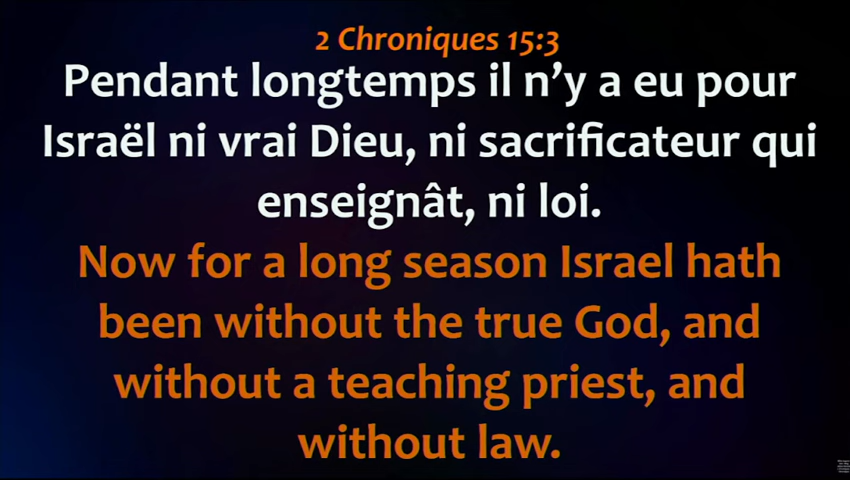 2 Chroniques 15:3
Pendant longtemps il n’y a eu pour
Israël ni vrai Dieu, ni sacrificateur qui
enseignât, ni loi.
Now for a long season Israel hath
been without the true God, and
without a teaching priest, and
without law.